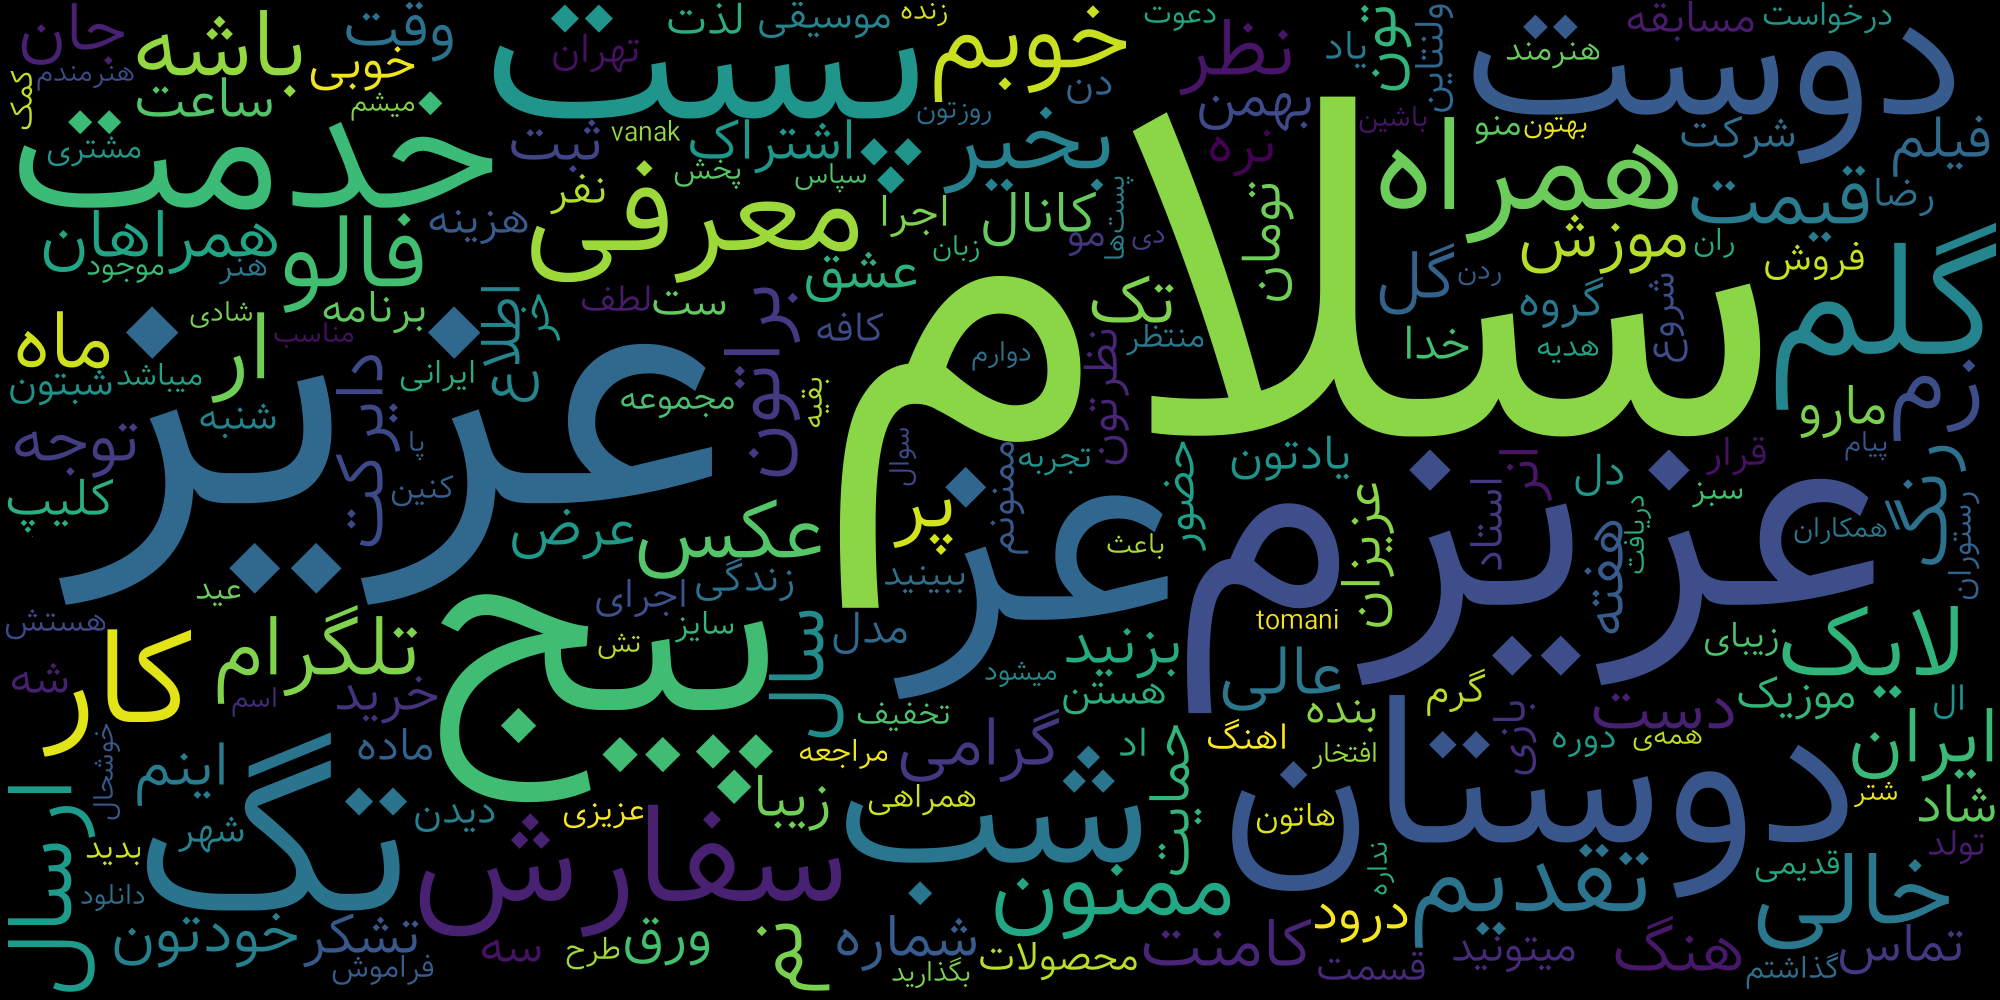 سلام
عزیز
عزیزم
دوستان
دوست
پیج
عز
پست
خدمت
شب
تگ
سفارش
معرفی
همراه
گلم
خوبم
کار
فالو
باشه
جان
وقت
خوبی
هنرمندم
کمک
ساعت
میشم
مشتری
تهران
لذت
موسیقی
زنده
دعوت
نظر
یاد
تون
ولنتاین
هنرمند
مسابقه
درخواست
دن
بهمن
روزتون
vanak
ثبت
اشتراک
بخیر
نره
باشین
منو
بهتون
شرکت
فیلم
پخش
سپاس
نفر
هزینه
همراهان
موجود
هنر
برنامه
کانال
اجرا
زبان
پست‌ها
مو
دی
تومان
قیمت
رضا
موزش
ران
فروش
گل
ردن
گروه
شروع
عشق
لطف
ست
تک
خدا
هدیه
کافه
منتظر
دوارم
شادی
مناسب
ار
ماه
شبتون
میباشد
شنبه
ایرانی
اطلاع
جز
مجموعه
بر
اتون
بقیه
نظرتون
زم
مارو
پیام
توجه
دایرکت
پا
کنین
کلیپ
سوال
ممنونم
تجربه
حضور
یادتون
انر
دل
قرار
سبز
رنگ
رستوران
عرض
عکس
پر
باعث
عزیزان
استاد
هفته
دریافت
همکاران
ببینید
زندگی
اجرای
عید
هستش
تلگرام
سایز
تش
مدل
سال
میشود
بزنید
هستن
عالی
tomani
زیبای
لایک
شه
اسم
خرید
تخفیف
بنده
گرم
دست
موزیک
ال
خوشحال
اینم
ماده
مراجعه
گرامی
اد
حمایت
اهنگ
افتخار
بازی
دوره
همه‌ی
ایران
شتر
شاد
ارسال
شهر
دیدن
عزیزی
زیبا
همراهی
هاتون
بدید
دانلود
نداره
تقدیم
قدیمی
تولد
خالی
خودتون
تشکر
فراموش
سه
طرح
ورق
نم
شماره
ممنون
بگذارید
محصولات
کامنت
درود
قسمت
میتونید
هنگ
گذاشتم
تماس